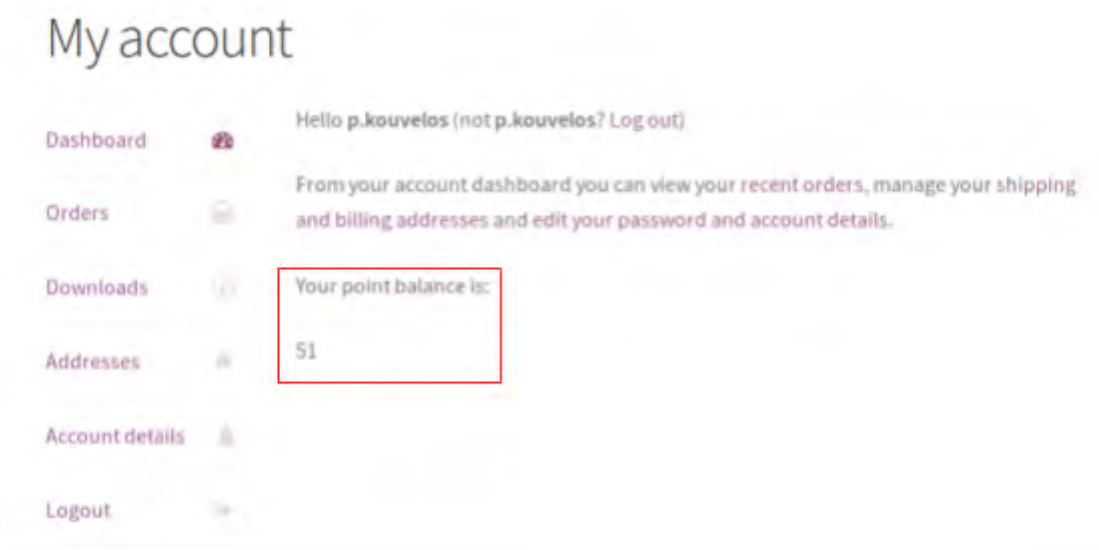 My account
Dashboard
Orders
Downloads
Addresses
Account details
Logout
Hello p.kouvelos (not p.kouvelos? Log out)
From your account dashboard you can view your recent orders, manage your shipping
and billing addresses and edit your password and account details.
Your point balance is:
51